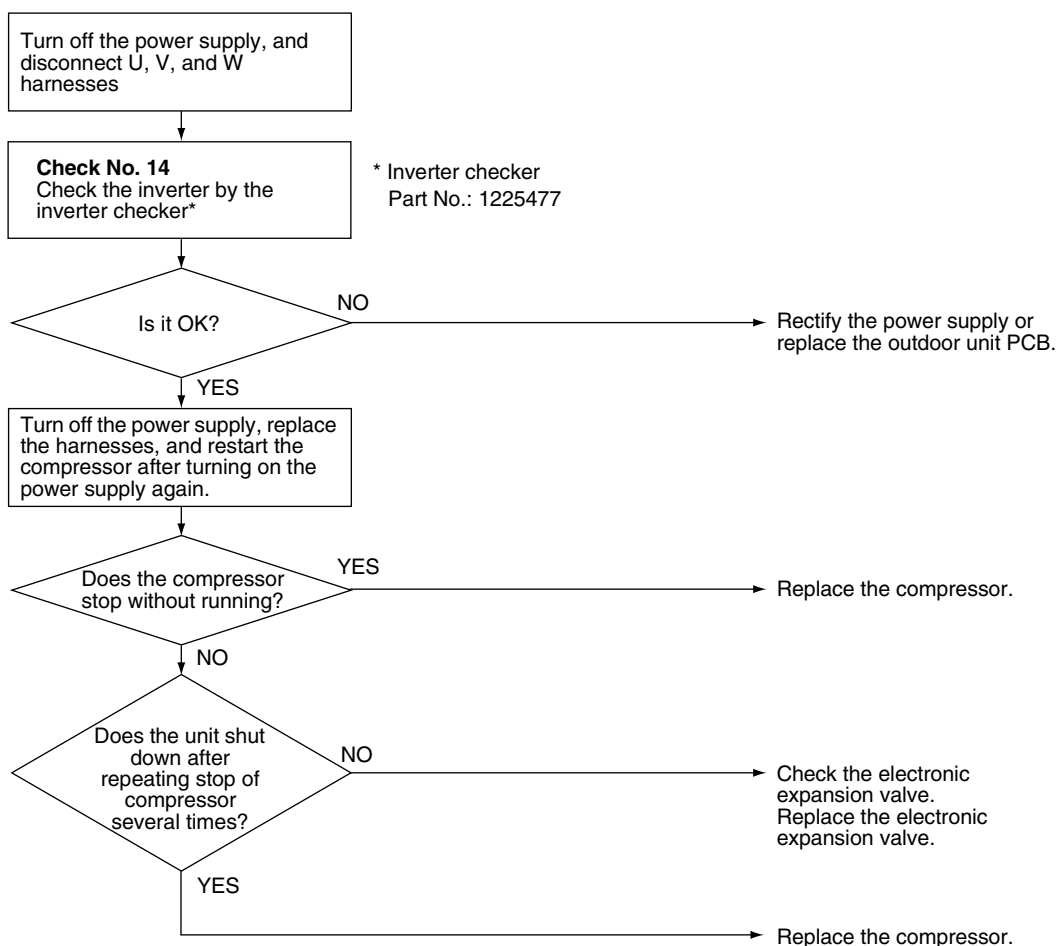 Turn off the power supply, and
disconnect U, V, and W
harnesses
Check No. 14
Check the inverter by the
inverter checker*
* Inverter checker
Part No.: 1225477
Is it OK?
NO
Rectify the power supply or
replace the outdoor unit PCB.
YES
Turn off the power supply, replace
the harnesses, and restart the
compressor after turning on the
power supply again.
Does the compressor
stop without running?
YES
Replace the compressor.
NO
Does the unit shut
down after
repeating stop of
compressor
several times?
NO
Check the electronic
expansion valve.
Replace the electronic
expansion valve.
YES
Replace the compressor.